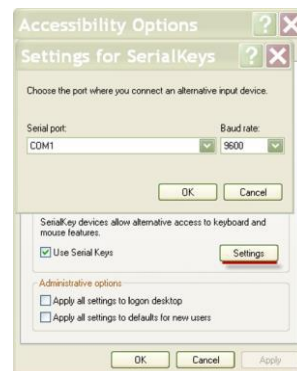 Accessibility Options
Settings for SerialKeys
Choose the port where you connect an alternative input device.
Serial port:
Baud rate:
COM1
9600
OK
Cancel
SerialKey devices allow alternative access to keyboard and
mouse features.
Use Serial Keys
Settings
Administrative options
Apply all settings to logon desktop
Apply all settings to defaults for new users
OK
Cancel
Apply